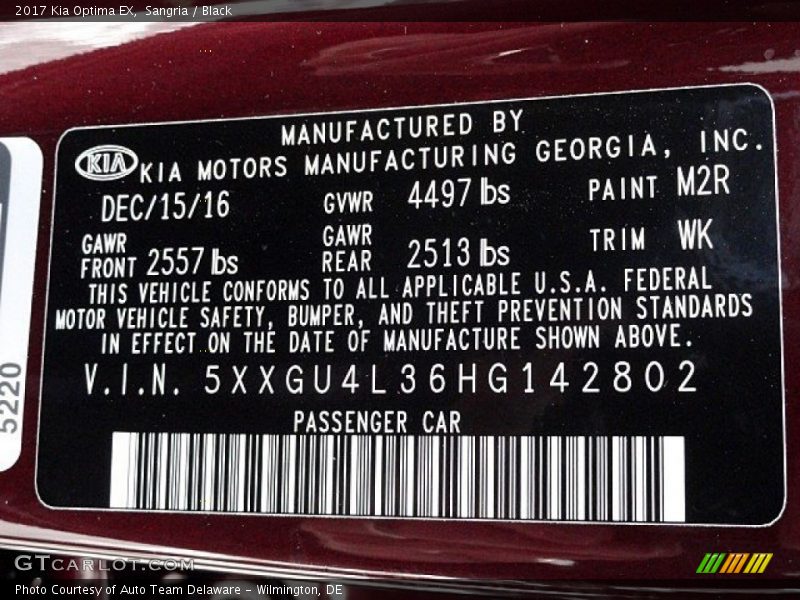 2017 Kia Optima EX, Sangria / Black
MANUFACTURED BY
KIA KIA MOTORS MANUFACTURING GEORGIA, INC.
DEC/15/16 GVWR 4497 lbs PAINT M2R
GAWR FRONT 2557 lbs GAWR REAR 2513 lbs TRIM WK
THIS VEHICLE CONFORMS TO ALL APPLICABLE U.S.A. FEDERAL
MOTOR VEHICLE SAFETY, BUMPER, AND THEFT PREVENTION STANDARDS
IN EFFECT ON THE DATE OF MANUFACTURE SHOWN ABOVE.
V.I.N. 5XXGU4L36HG142802
PASSENGER CAR
5220
GTCARLOT.COM
Photo Courtesy of Auto Team Delaware - Wilmington, DE